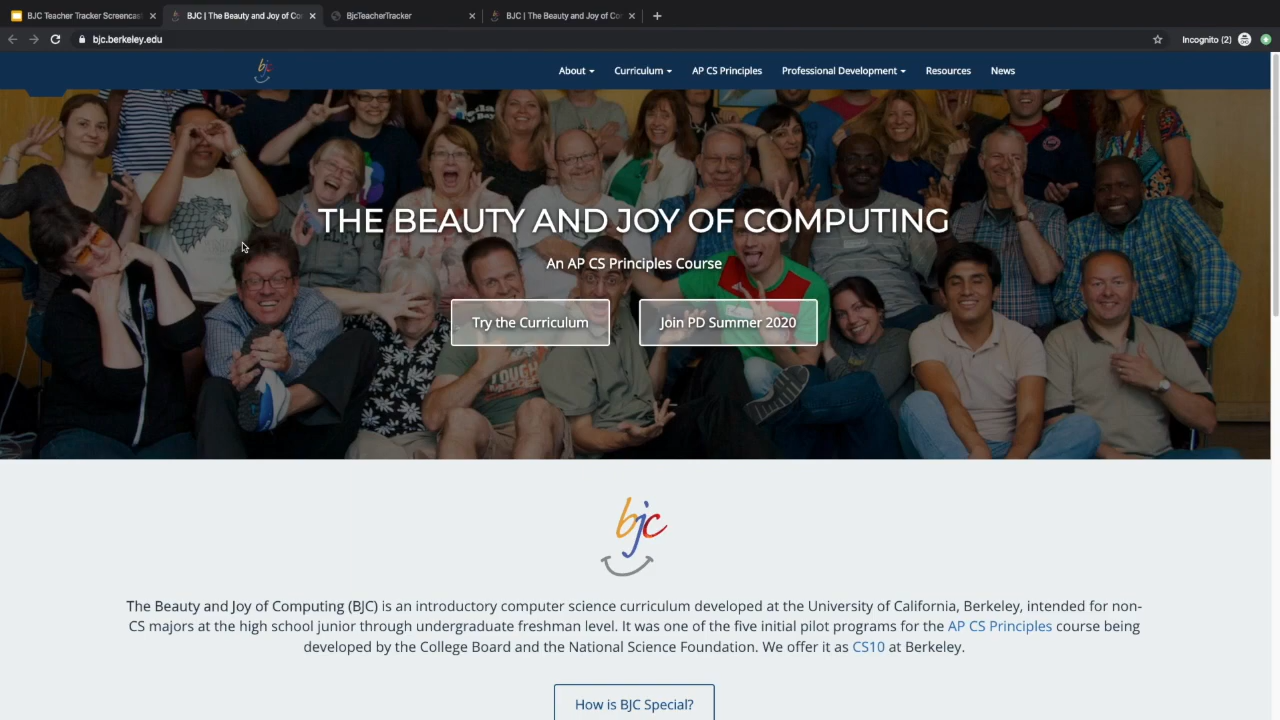 BJC Teacher Tracker Screencas
BJC | The Beauty and Joy of Co
BjcTeacherTracker
BJC | The Beauty and Joy of Co
bjc.berkeley.edu
Incognito (2)
bjc
About
Curriculum
AP CS Principles
Professional Development
Resources
News
THE BEAUTY AND JOY OF COMPUTING
An AP CS Principles Course
Try the Curriculum
Join PD Summer 2020
TOUGH
bjc
The Beauty and Joy of Computing (BJC) is an introductory computer science curriculum developed at the University of California, Berkeley, intended for non-
CS majors at the high school junior through undergraduate freshman level. It was one of the five initial pilot programs for the AP CS Principles course being
developed by the College Board and the National Science Foundation. We offer it as CS10 at Berkeley.
How is BJC Special?